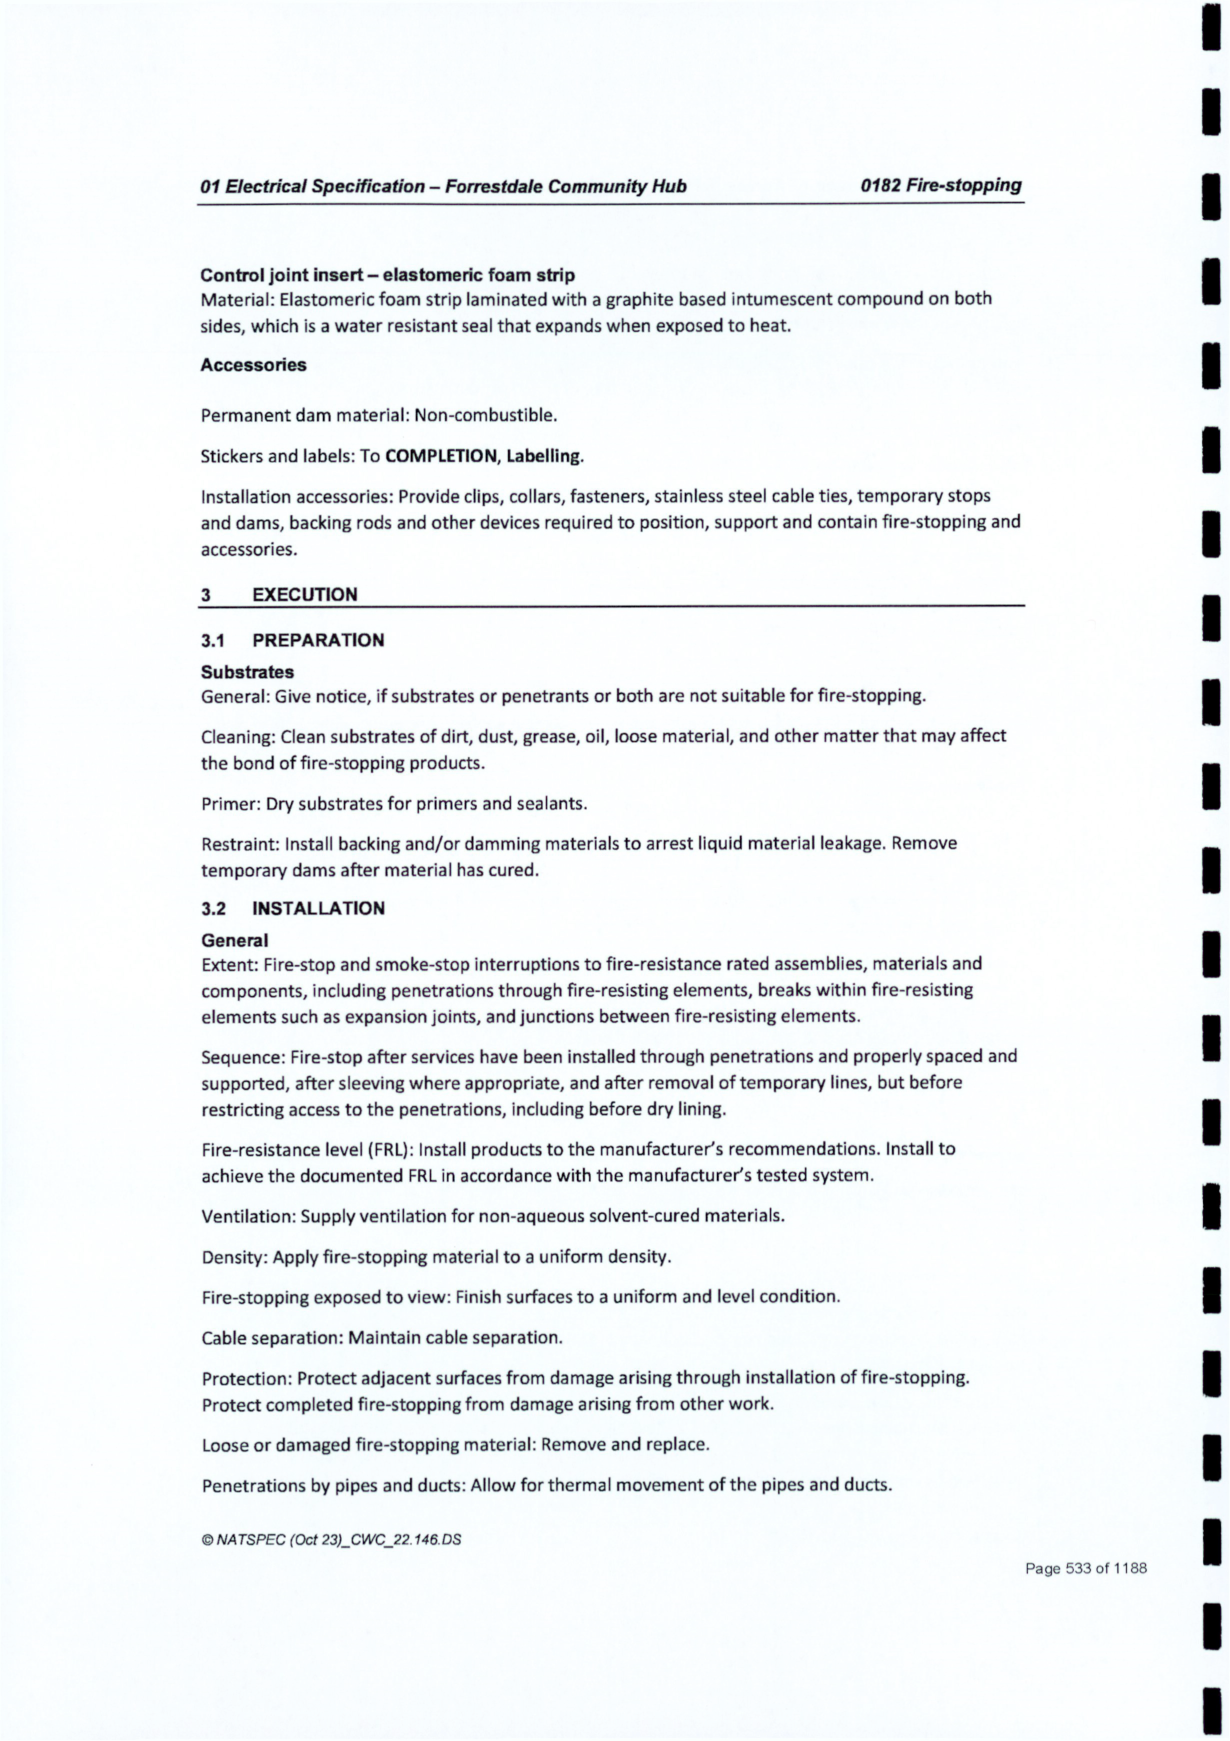 01 Electrical Specification – Forrestdale Community Hub 0182 Fire-stopping
Control joint insert – elastomeric foam strip
Material: Elastomeric foam strip laminated with a graphite based intumescent compound on both
sides, which is a water resistant seal that expands when exposed to heat.
Accessories
Permanent dam material: Non-combustible.
Stickers and labels: To COMPLETION, Labelling.
Installation accessories: Provide clips, collars, fasteners, stainless steel cable ties, temporary stops
and dams, backing rods and other devices required to position, support and contain fire-stopping and
accessories.
3 EXECUTION
3.1 PREPARATION
Substrates
General: Give notice, if substrates or penetrants or both are not suitable for fire-stopping.
Cleaning: Clean substrates of dirt, dust, grease, oil, loose material, and other matter that may affect
the bond of fire-stopping products.
Primer: Dry substrates for primers and sealants.
Restraint: Install backing and/or damming materials to arrest liquid material leakage. Remove
temporary dams after material has cured.
3.2 INSTALLATION
General
Extent: Fire-stop and smoke-stop interruptions to fire-resistance rated assemblies, materials and
components, including penetrations through fire-resisting elements, breaks within fire-resisting
elements such as expansion joints, and junctions between fire-resisting elements.
Sequence: Fire-stop after services have been installed through penetrations and properly spaced and
supported, after sleeving where appropriate, and after removal of temporary lines, but before
restricting access to the penetrations, including before dry lining.
Fire-resistance level (FRL): Install products to the manufacturer's recommendations. Install to
achieve the documented FRL in accordance with the manufacturer's tested system.
Ventilation: Supply ventilation for non-aqueous solvent-cured materials.
Density: Apply fire-stopping material to a uniform density.
Fire-stopping exposed to view: Finish surfaces to a uniform and level condition.
Cable separation: Maintain cable separation.
Protection: Protect adjacent surfaces from damage arising through installation of fire-stopping.
Protect completed fire-stopping from damage arising from other work.
Loose or damaged fire-stopping material: Remove and replace.
Penetrations by pipes and ducts: Allow for thermal movement of the pipes and ducts.
© NATSPEC (Oct 23)_CWC_22.146.DS
Page 533 of 1188